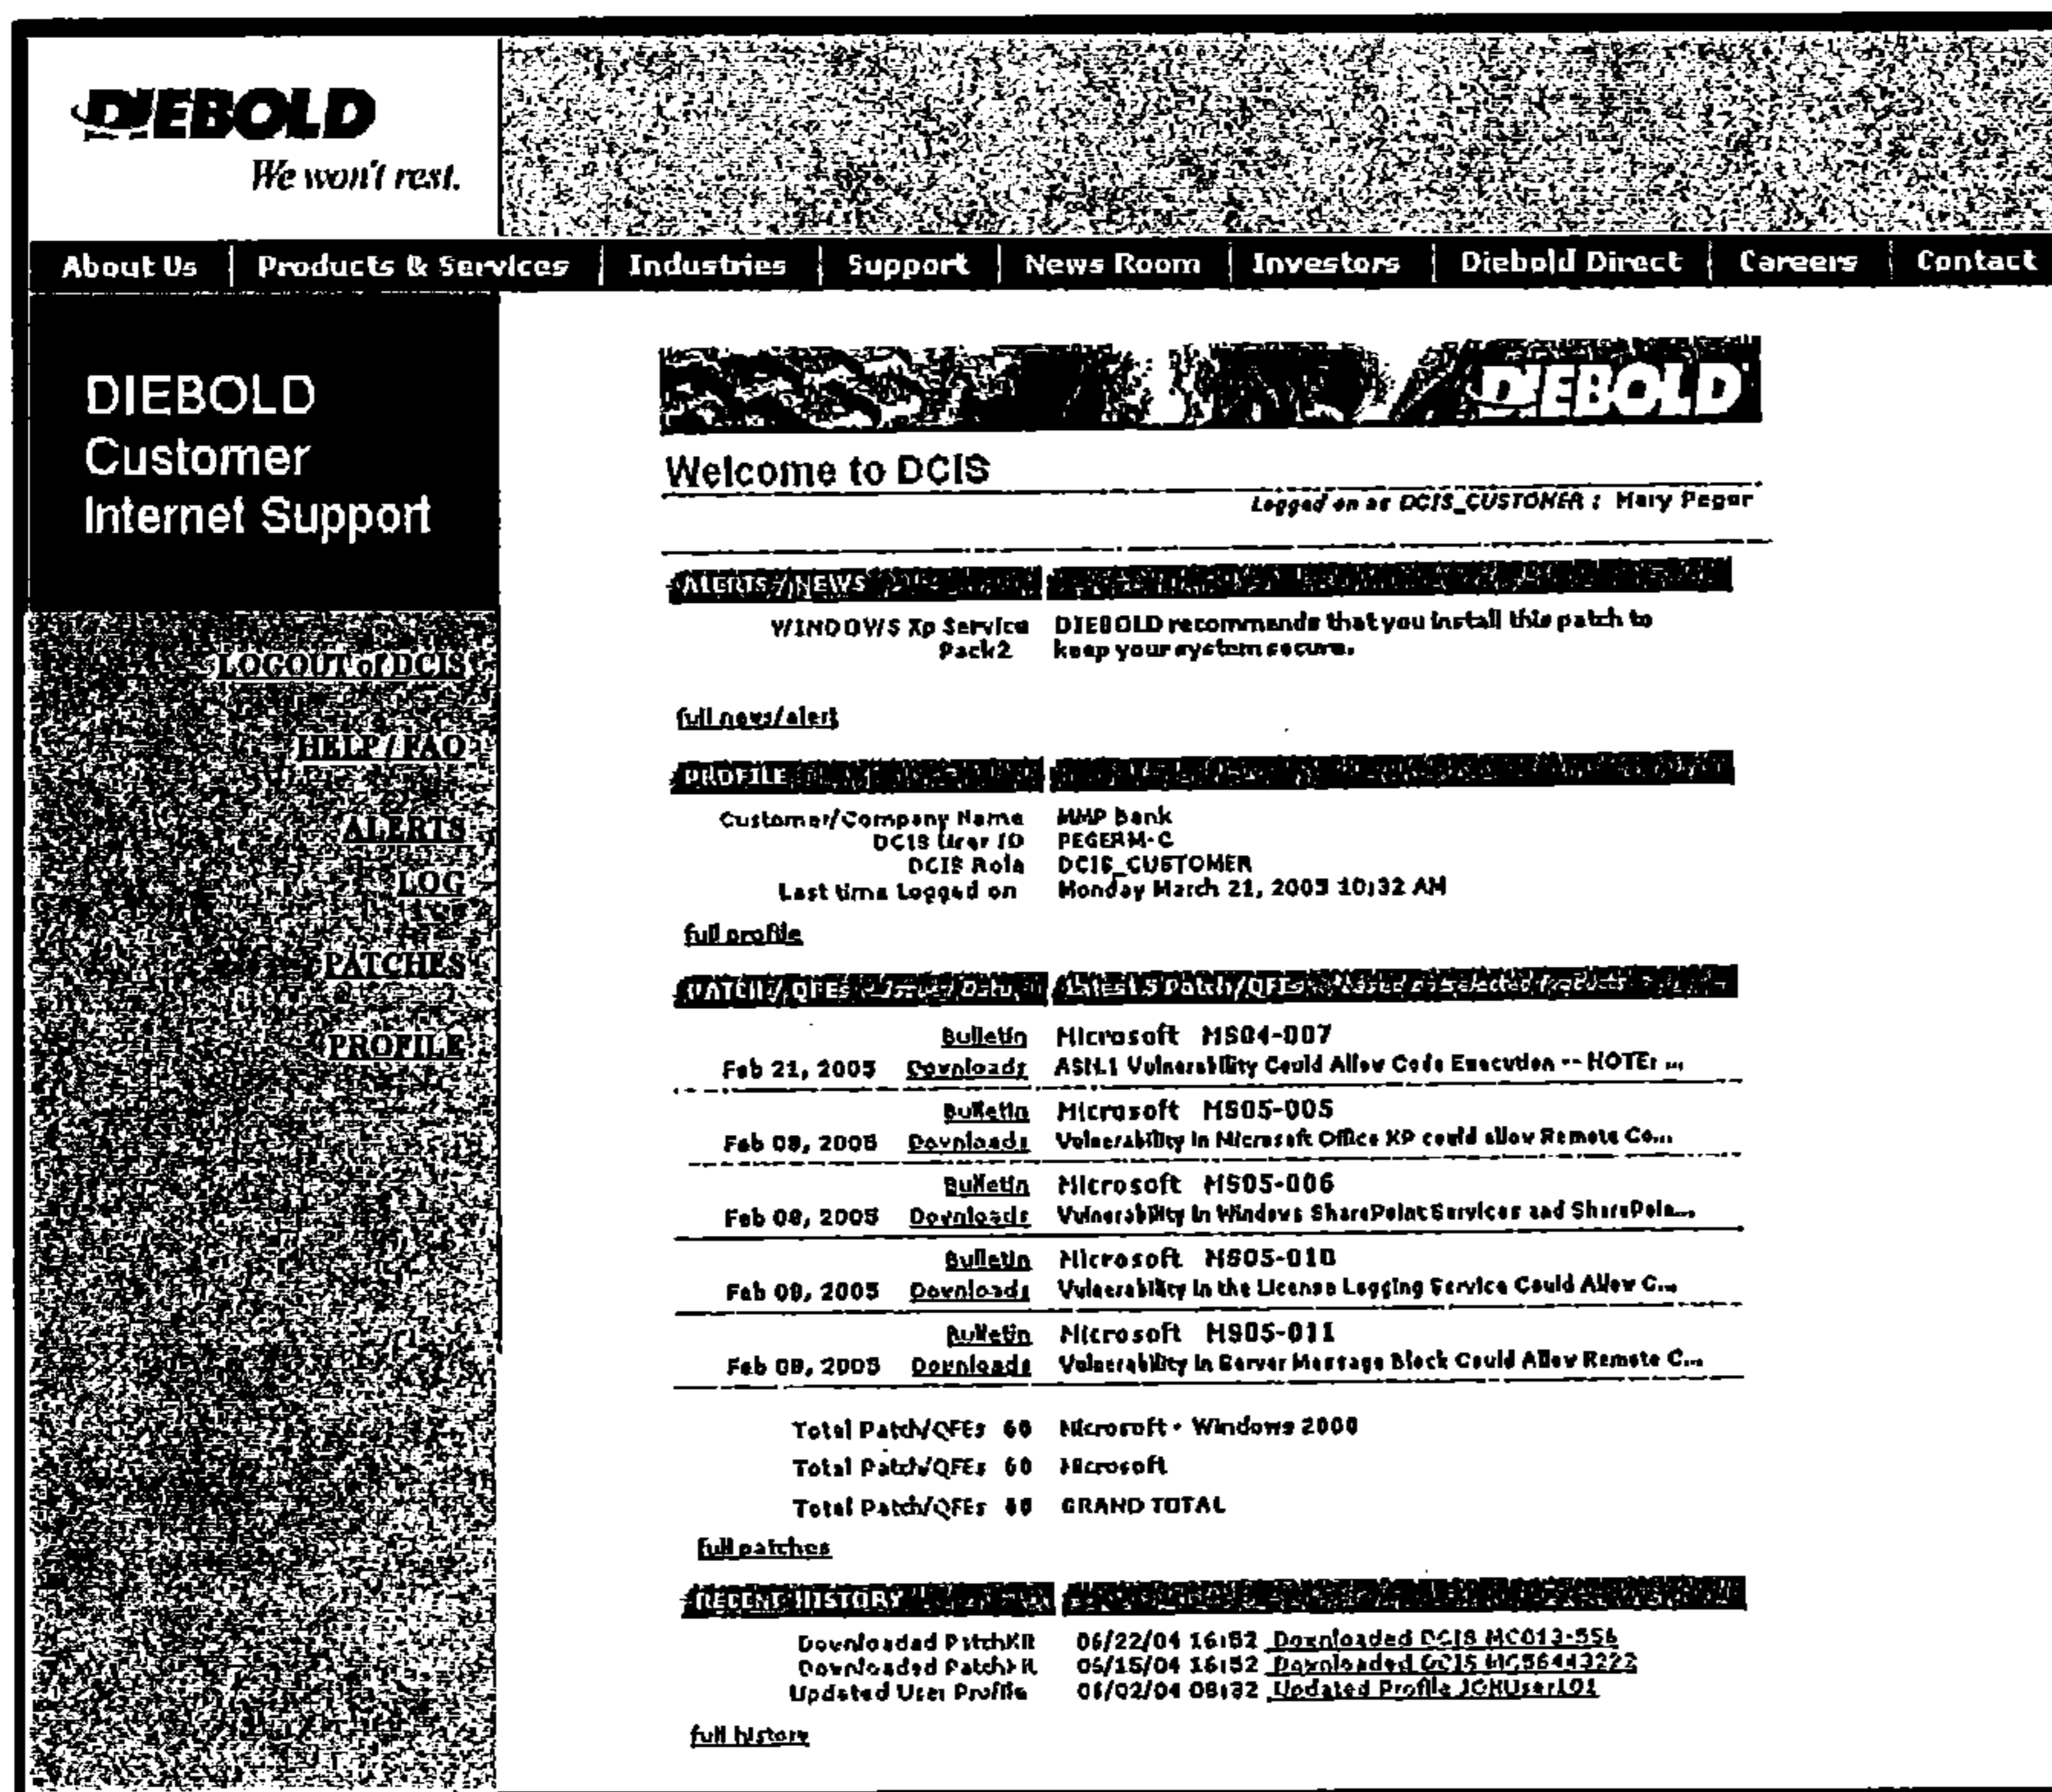 DIEBOLD
We won't rest.
About Us | Products & Services | Industries | Support | News Room | Investors | Diebold Direct | Careers | Contact
DIEBOLD
Customer
Internet Support
LOGOUT of DCIS
HELP / FAQ
ALERTS
LOG
PATCHES
PROFILE
DIEBOLD
Welcome to DCIS
Logged on as DCIS_CUSTOMER : Mary Peger
ALERTS / NEWS
WINDOWS Xp Service DIEBOLD recommends that you install this patch to
Pack2 keep your system secure.
full news/alert
PROFILE
Customer/Company Name MMP Bank
DCIS User ID PEGERM-C
DCIS Role DCIS_CUSTOMER
Last time Logged on Monday March 21, 2005 10:32 AM
full profile
PATCH / QFES Latest 5 Patch/QFEs
Bulletin Microsoft MS04-007
Feb 21, 2005 Downloads ASN.1 Vulnerability Could Allow Code Execution -- NOTE: ...
Bulletin Microsoft MS05-005
Feb 08, 2005 Downloads Vulnerability in Microsoft Office XP could allow Remote Co...
Bulletin Microsoft MS05-006
Feb 08, 2005 Downloads Vulnerability in Windows SharePoint Services and SharePoin...
Bulletin Microsoft MS05-010
Feb 08, 2005 Downloads Vulnerability in the License Logging Service Could Allow C...
Bulletin Microsoft MS05-011
Feb 08, 2005 Downloads Vulnerability in Server Message Block Could Allow Remote C...
Total Patch/QFEs 60 Microsoft - Windows 2000
Total Patch/QFEs 60 Microsoft
Total Patch/QFEs 60 GRAND TOTAL
full patches
RECENT HISTORY
Downloaded PatchKit 06/22/04 16:52 Downloaded DCIS MC013-556
Downloaded PatchKit 06/15/04 16:52 Downloaded DCIS
Updated User Profile 06/02/04 08:32 Updated Profile
full history